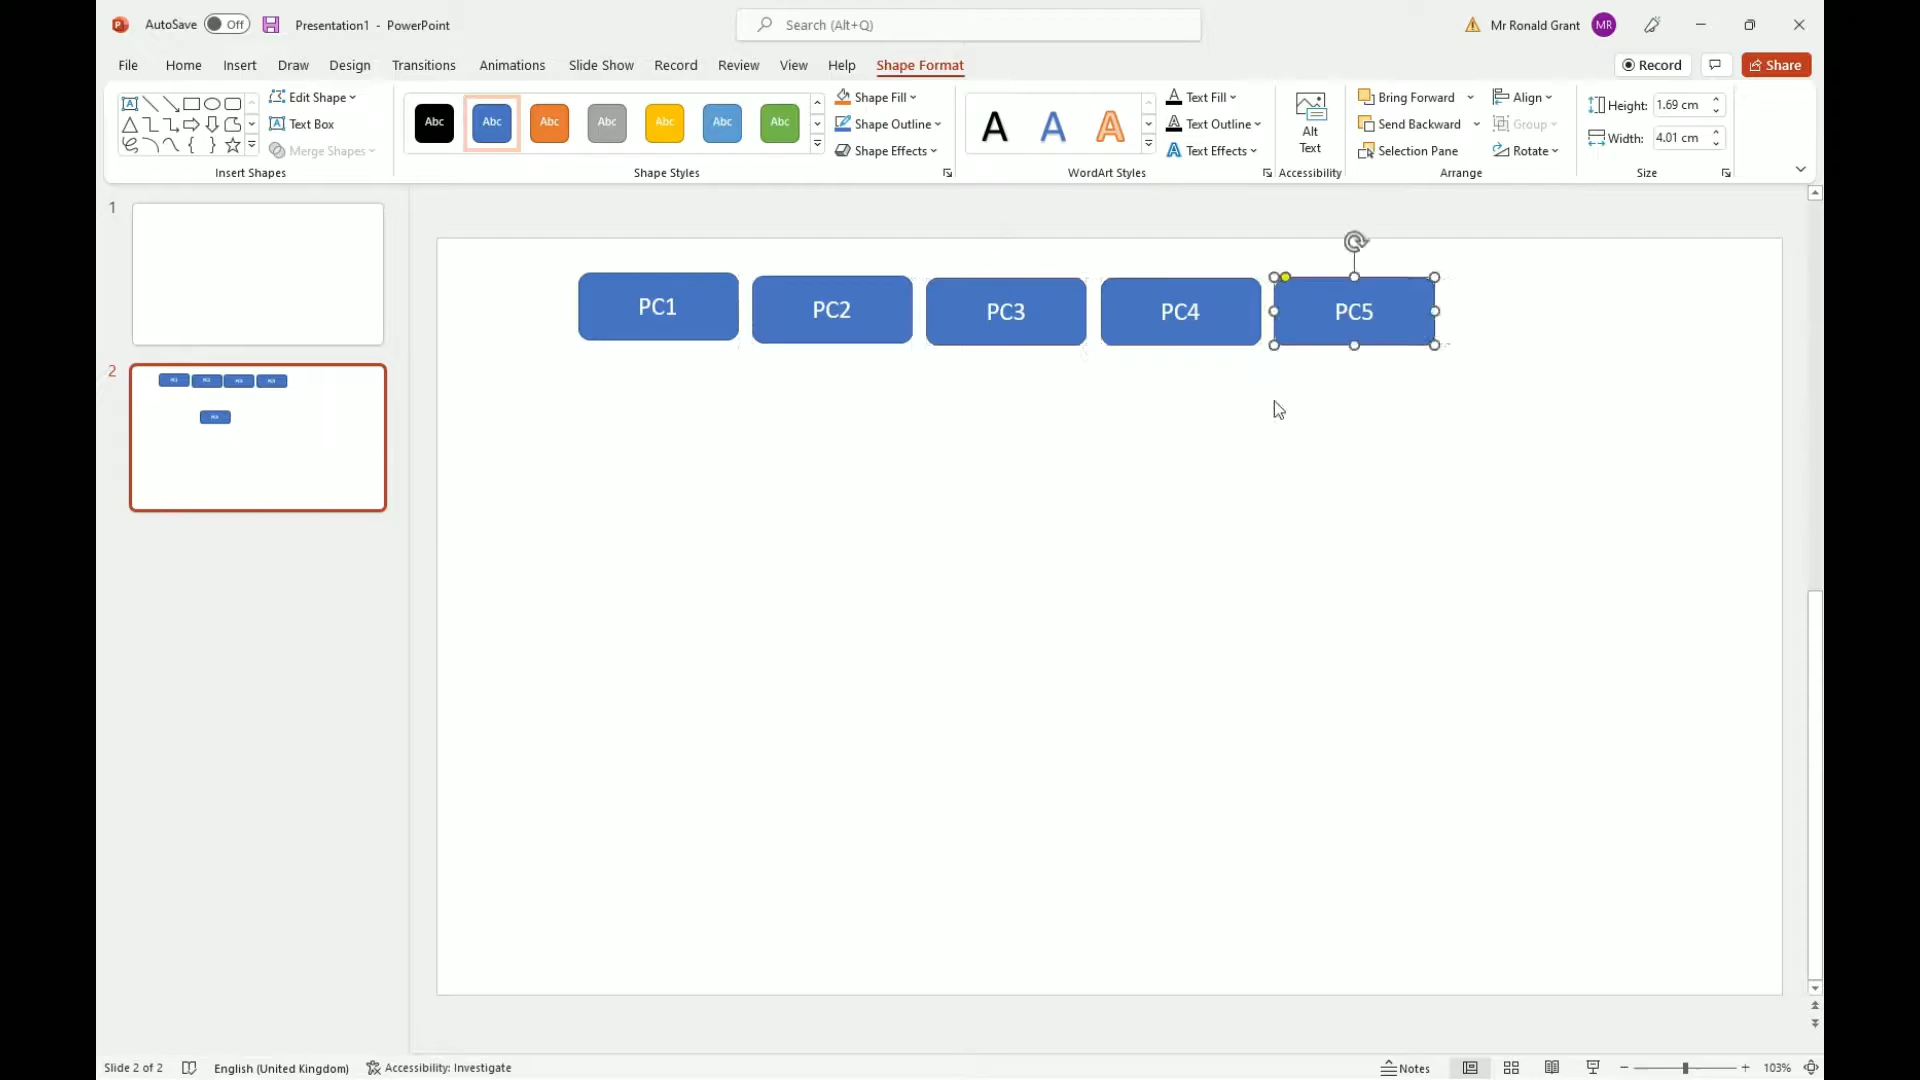 AutoSave Off Presentation1 - PowerPoint Search (Alt+Q) Mr Ronald Grant MR
File Home Insert Draw Design Transitions Animations Slide Show Record Review View Help Shape Format Record Share
Edit Shape
Text Box
Merge Shapes
Insert Shapes
Abc Abc Abc Abc Abc Abc Abc
Shape Fill
Shape Outline
Shape Effects
Shape Styles
A A A
Text Fill
Text Outline
Text Effects
WordArt Styles
Alt
Text
Accessibility
Bring Forward
Send Backward
Selection Pane
Align
Group
Rotate
Arrange
Height: 1.69 cm
Width: 4.01 cm
Size
1
2
PC1 PC2 PC3 PC4 PC5
Slide 2 of 2 English (United Kingdom) Accessibility: Investigate Notes 103%